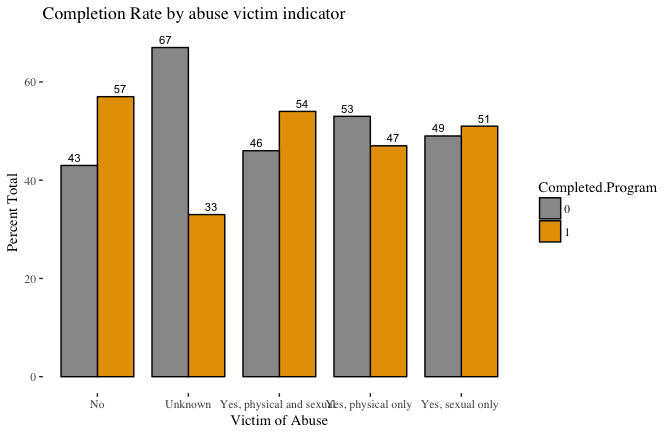 Completion Rate by abuse victim indicator
67
57
54
53
51
49
47
46
43
33
60
40
20
0
Percent Total
Completed.Program
0
1
No
Unknown
Yes, physical and sexual
Yes, physical only
Yes, sexual only
Victim of Abuse